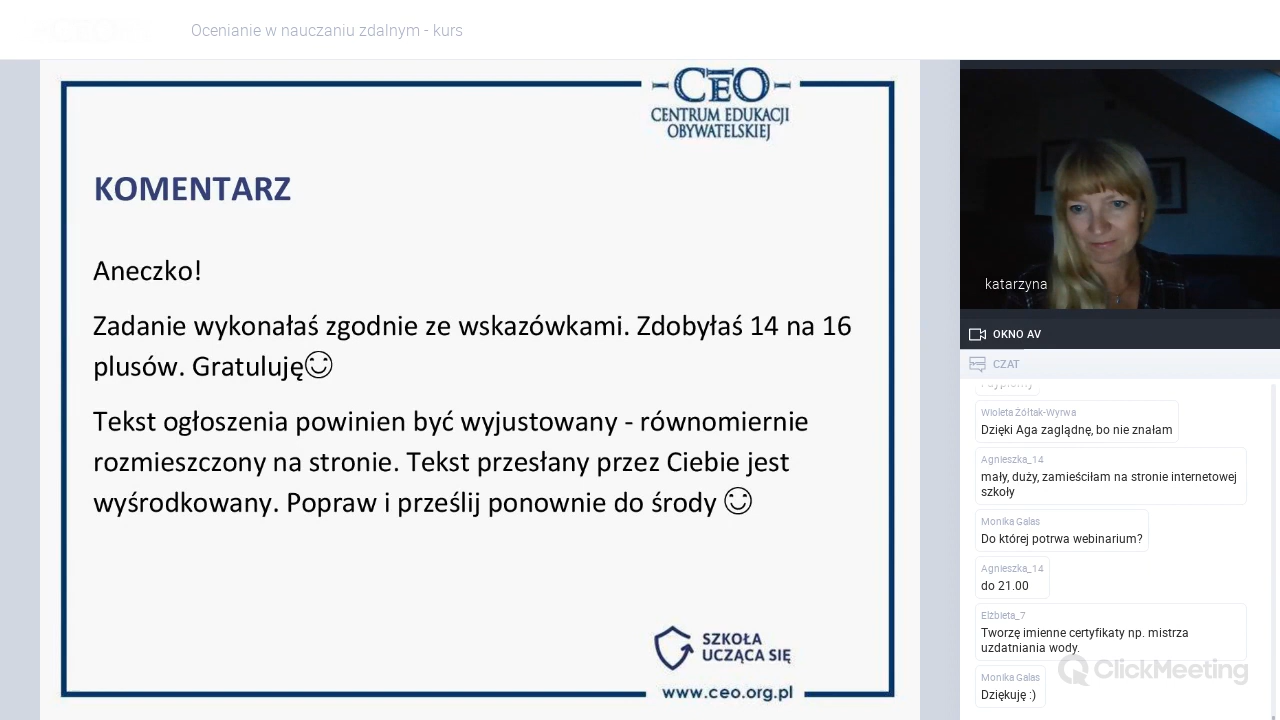 Ocenianie w nauczaniu zdalnym - kurs
CEO
CENTRUM EDUKACJI
OBYWATELSKIEJ
KOMENTARZ
Aneczko!
Zadanie wykonałaś zgodnie ze wskazówkami. Zdobyłaś 14 na 16
plusów. Gratuluję☺
Tekst ogłoszenia powinien być wyjustowany - równomiernie
rozmieszczony na stronie. Tekst przesłany przez Ciebie jest
wyśrodkowany. Popraw i prześlij ponownie do środy ☺
SZKOŁA
UCZĄCA SIĘ
www.ceo.org.pl
katarzyna
OKNO AV
CZAT
Wioleta Żółtak-Wyrwa
Dzięki Aga zaglądnę, bo nie znałam
Agnieszka_14
mały, duży, zamieściłam na stronie internetowej
szkoły
Monika Galas
Do której potrwa webinarium?
Agnieszka_14
do 21.00
Elżbieta_7
Tworzę imienne certyfikaty np. mistrza
uzdatniania wody.
Monika Galas
Dziękuję :)
ClickMeeting